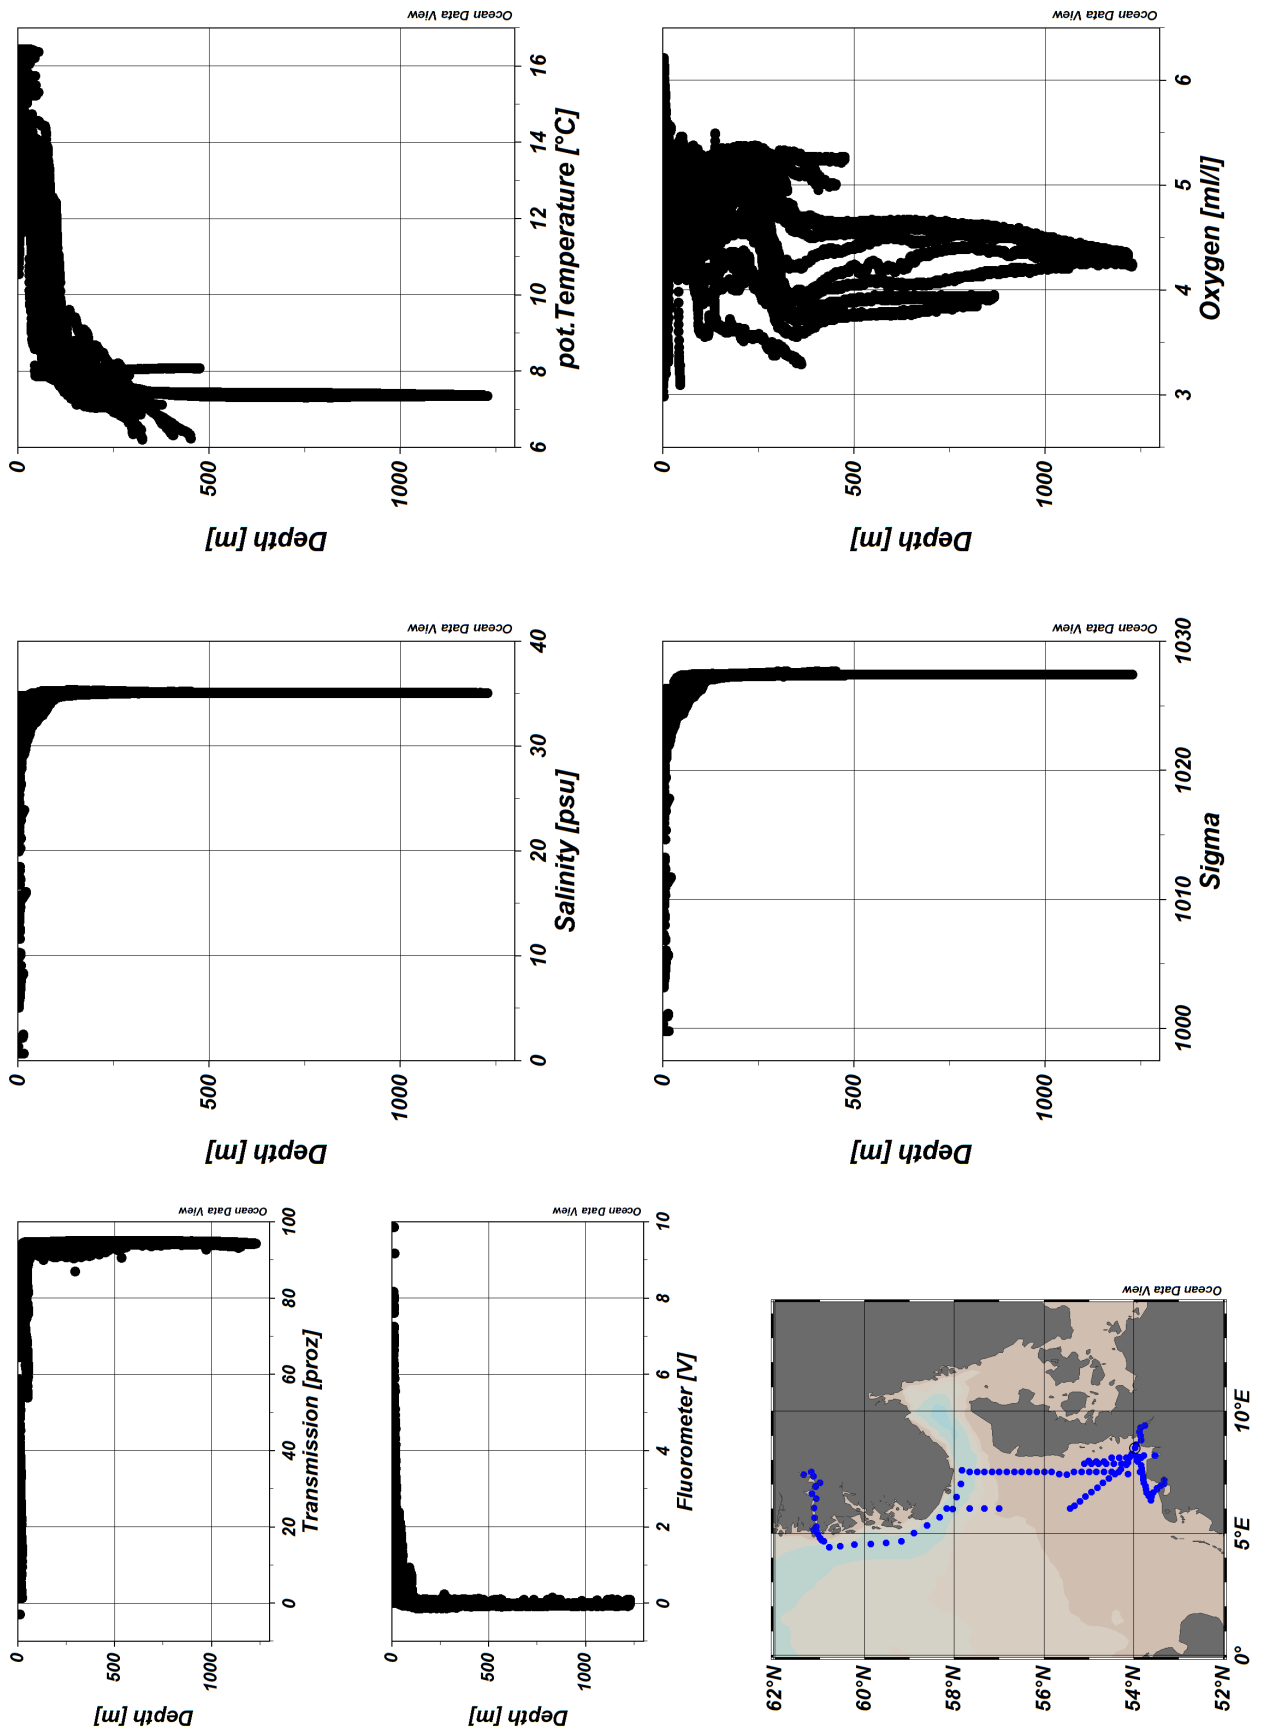 Ocean Data View
0
500
1000
Depth [m]
0
20
40
60
80
100
Transmission [proz]
Ocean Data View
0
500
1000
Depth [m]
0
10
20
30
40
Salinity [psu]
Ocean Data View
0
500
1000
Depth [m]
6
8
10
12
14
16
pot.Temperature [°C]
Ocean Data View
0
500
1000
Depth [m]
0
2
4
6
8
10
Fluorometer [V]
Ocean Data View
0
500
1000
Depth [m]
1000
1010
1020
1030
Sigma
Ocean Data View
0
500
1000
Depth [m]
3
4
5
6
Oxygen [ml/l]
Ocean Data View
62°N
60°N
58°N
56°N
54°N
52°N
0°
5°E
10°E